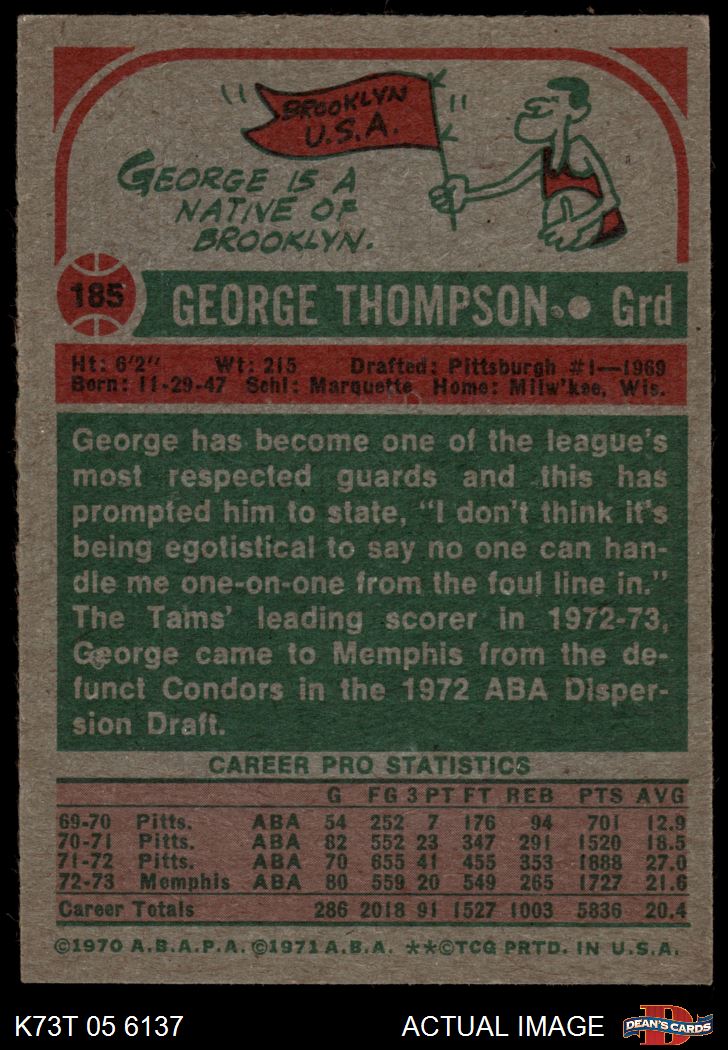 BROOKLYN
U.S.A.
GEORGE IS A
NATIVE OF
BROOKLYN.
185
GEORGE THOMPSON • Grd
Ht: 6'2" Wt: 215 Drafted: Pittsburgh #1—1969
Born: 11-29-47 Schl: Marquette Home: Milw'kee, Wis.
George has become one of the league's
most respected guards and this has
prompted him to state, "I don't think it's
being egotistical to say no one can han-
dle me one-on-one from the foul line in."
The Tams' leading scorer in 1972-73,
George came to Memphis from the de-
funct Condors in the 1972 ABA Disper-
sion Draft.
CAREER PRO STATISTICS
G FG 3 PT FT REB PTS AVG
69-70 Pitts. ABA 54 252 7 176 94 701 12.9
70-71 Pitts. ABA 82 552 23 347 291 1520 18.5
71-72 Pitts. ABA 70 655 41 455 353 1888 27.0
72-73 Memphis ABA 80 559 20 549 265 1727 21.6
Career Totals 286 2018 91 1527 1003 5836 20.4
©1970 A.B.A.P.A. ©1971 A.B.A. **©TCG PRTD. IN U.S.A.
K73T 05 6137 ACTUAL IMAGE
D
DEAN'S CARDS